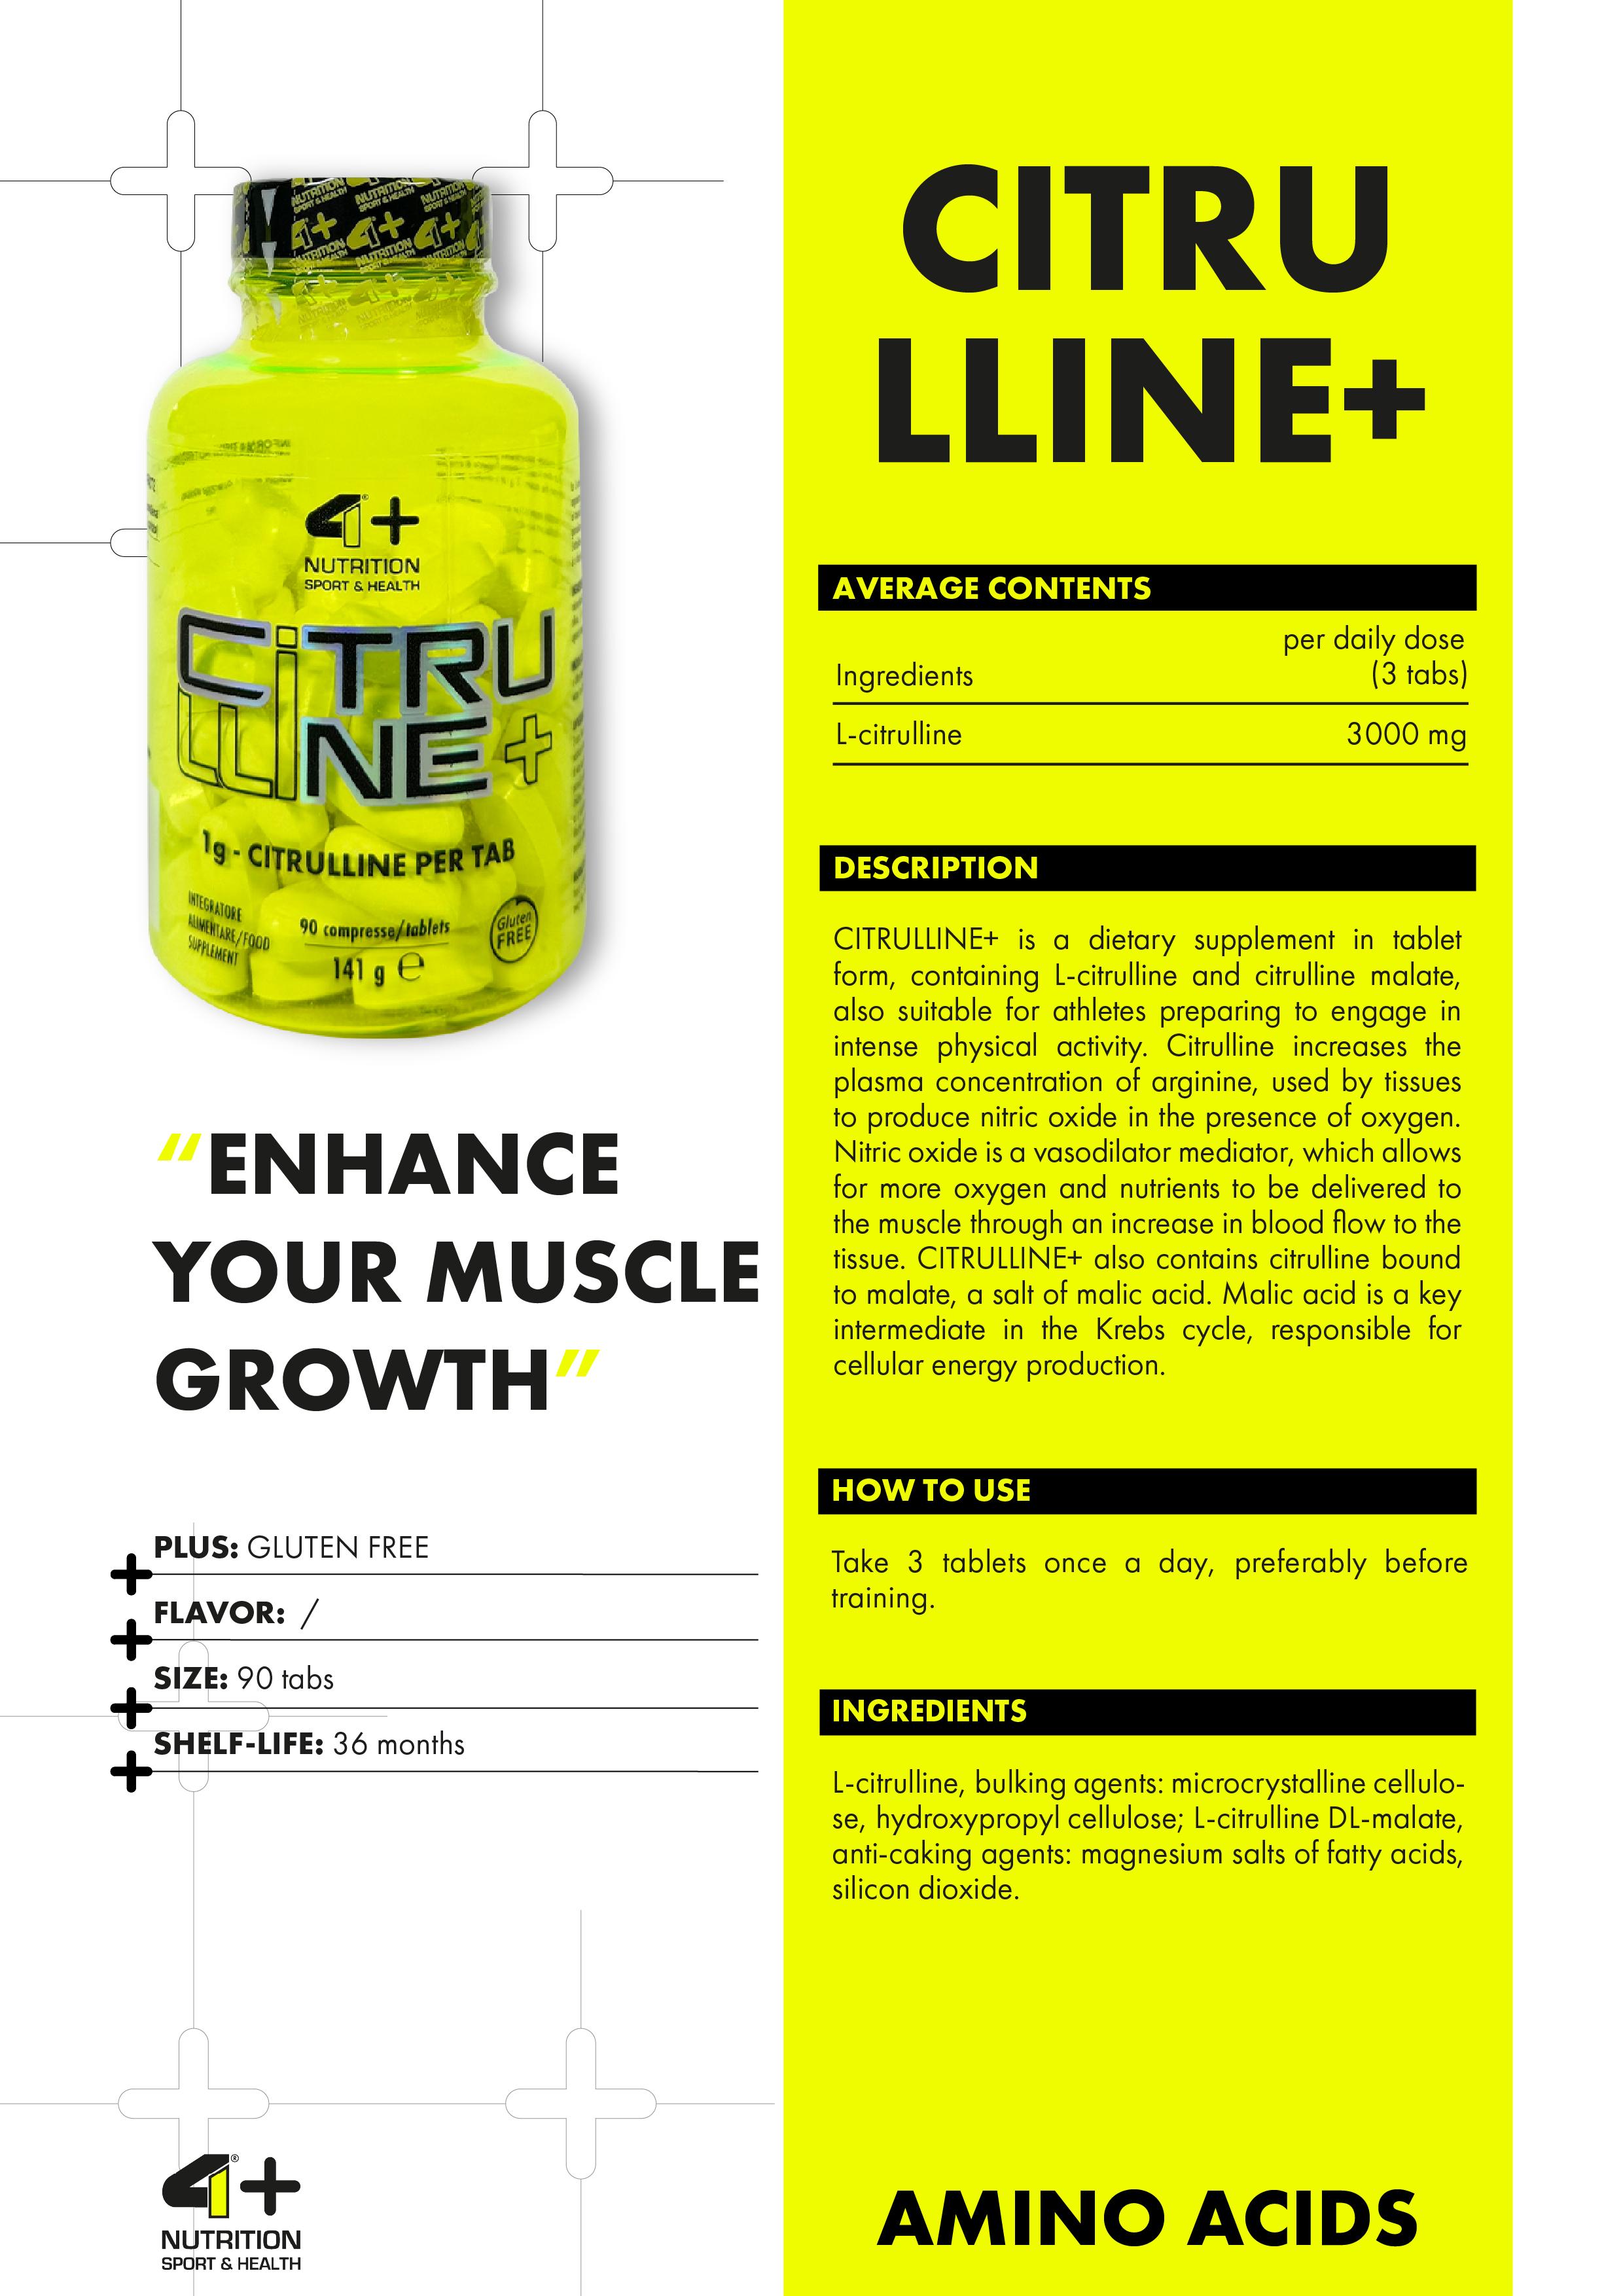 4+
NUTRITION
SPORT & HEALTH
CiTRU
LLiNE+
1g - CITRULLINE PER TAB
INTEGRATORE
ALIMENTARE/FOOD
SUPPLEMENT
90 compresse/tablets
141 g e
Gluten
FREE
"ENHANCE
YOUR MUSCLE
GROWTH"
PLUS: GLUTEN FREE
FLAVOR: /
SIZE: 90 tabs
SHELF-LIFE: 36 months
4+®
NUTRITION
SPORT & HEALTH
CITRU
LLINE+
AVERAGE CONTENTS
per daily dose
Ingredients (3 tabs)
L-citrulline 3000 mg
DESCRIPTION
CITRULLINE+ is a dietary supplement in tablet
form, containing L-citrulline and citrulline malate,
also suitable for athletes preparing to engage in
intense physical activity. Citrulline increases the
plasma concentration of arginine, used by tissues
to produce nitric oxide in the presence of oxygen.
Nitric oxide is a vasodilator mediator, which allows
for more oxygen and nutrients to be delivered to
the muscle through an increase in blood flow to the
tissue. CITRULLINE+ also contains citrulline bound
to malate, a salt of malic acid. Malic acid is a key
intermediate in the Krebs cycle, responsible for
cellular energy production.
HOW TO USE
Take 3 tablets once a day, preferably before
training.
INGREDIENTS
L-citrulline, bulking agents: microcrystalline cellulo-
se, hydroxypropyl cellulose; L-citrulline DL-malate,
anti-caking agents: magnesium salts of fatty acids,
silicon dioxide.
AMINO ACIDS